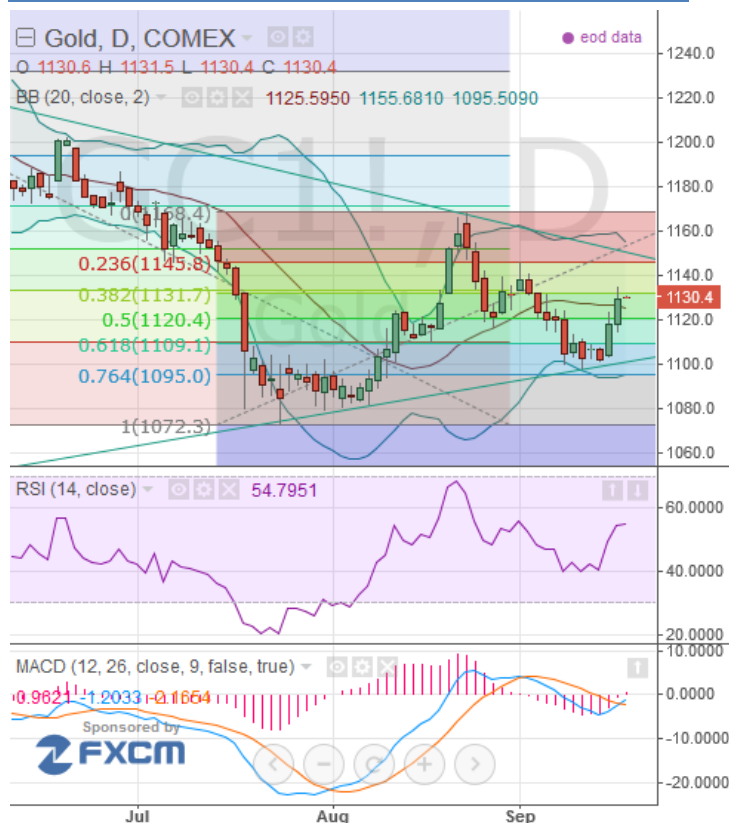 Gold, D, COMEX
eod data
O 1130.6 H 1131.5 L 1130.4 C 1130.4
BB (20, close, 2) 1125.5950 1155.6810 1095.5090
GC1!, D
Gold
0(1168.4)
0.236(1145.8)
0.382(1131.7)
0.5(1120.4)
0.618(1109.1)
0.764(1095.0)
1(1072.3)
1240.0
1220.0
1200.0
1180.0
1160.0
1140.0
1130.4
1120.0
1100.0
1080.0
1060.0
RSI (14, close) 54.7951
60.0000
40.0000
20.0000
MACD (12, 26, close, 9, false, true)
0.9621 -1.2033 -2.1654
10.0000
0.0000
-10.0000
-20.0000
Sponsored by
FXCM
Jul Aug Sep